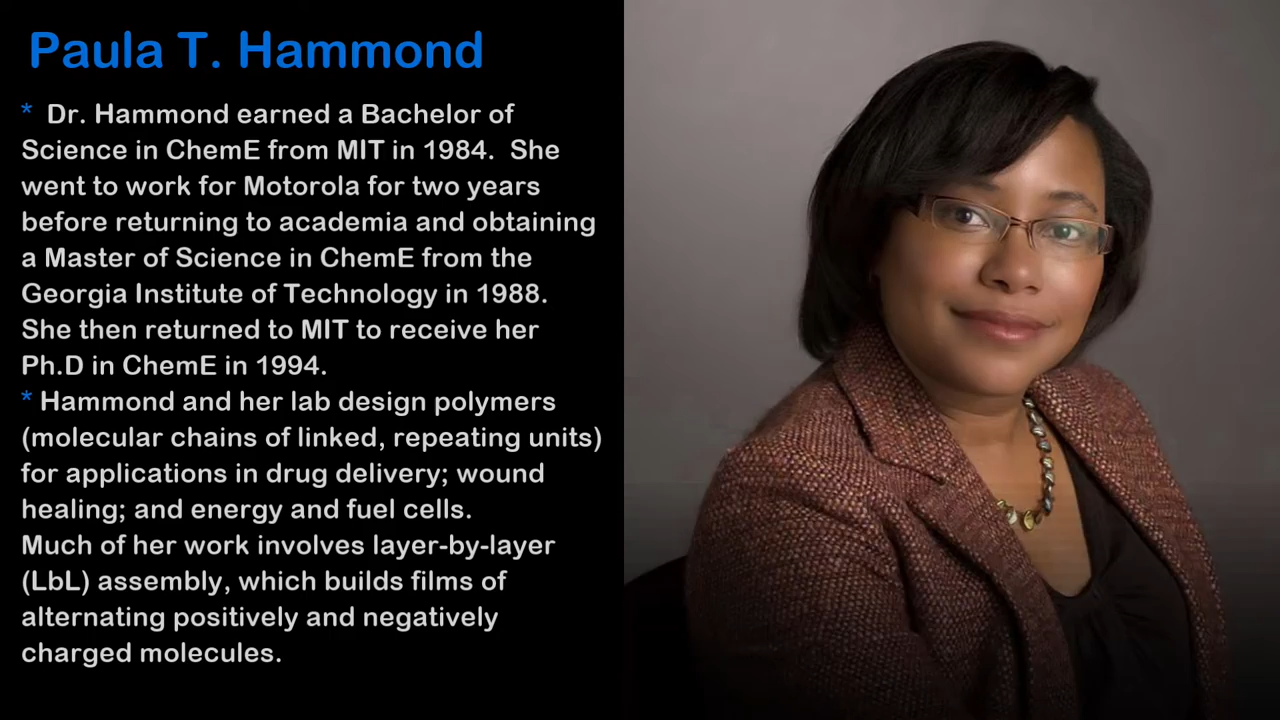 Paula T. Hammond
* Dr. Hammond earned a Bachelor of
Science in ChemE from MIT in 1984. She
went to work for Motorola for two years
before returning to academia and obtaining
a Master of Science in ChemE from the
Georgia Institute of Technology in 1988.
She then returned to MIT to receive her
Ph.D in ChemE in 1994.
* Hammond and her lab design polymers
(molecular chains of linked, repeating units)
for applications in drug delivery; wound
healing; and energy and fuel cells.
Much of her work involves layer-by-layer
(LbL) assembly, which builds films of
alternating positively and negatively
charged molecules.